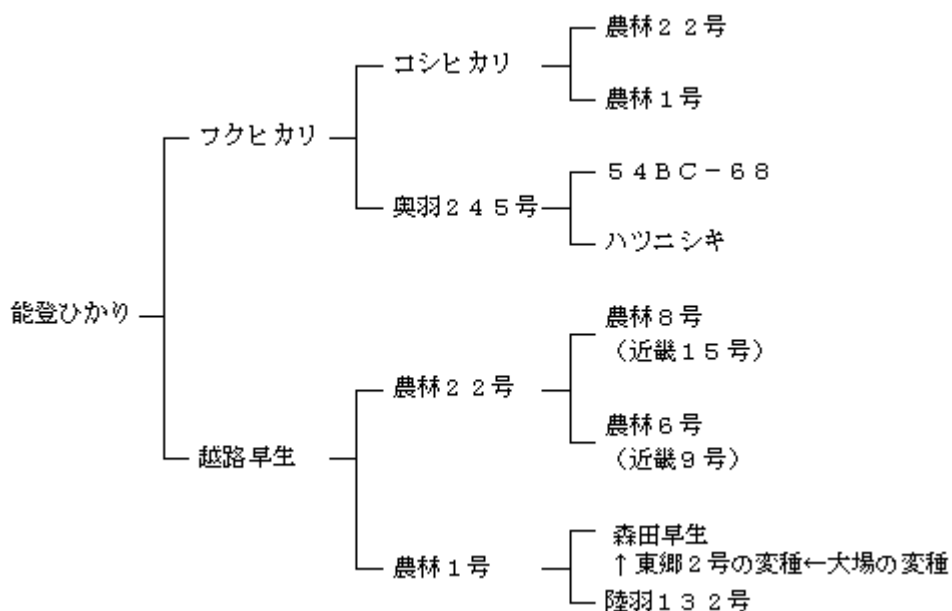 農林２２号
コシヒカリ
農林１号
フクヒカリ
５４ＢＣ－６８
奥羽２４５号
ハツニシキ
能登ひかり
農林８号
（近畿１５号）
農林２２号
農林６号
（近畿９号）
越路早生
森田早生
↑東郷２号の変種←大場の変種
農林１号
陸羽１３２号